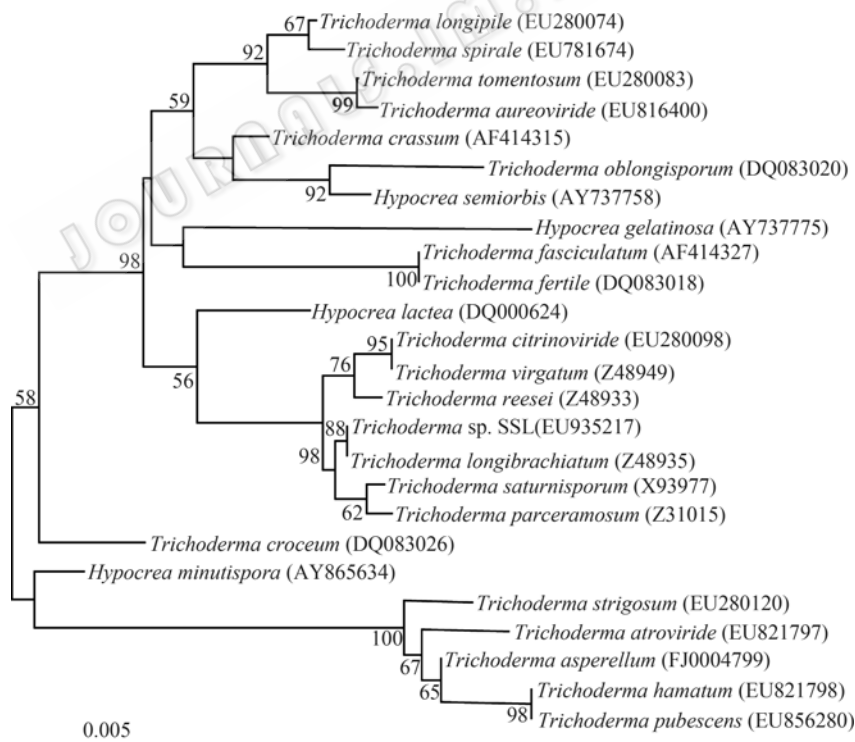 JOURNALS.IM.
67
Trichoderma longipile (EU280074)
92
Trichoderma spirale (EU781674)
Trichoderma tomentosum (EU280083)
59
99
Trichoderma aureoviride (EU816400)
Trichoderma crassum (AF414315)
Trichoderma oblongisporum (DQ083020)
92
Hypocrea semiorbis (AY737758)
Hypocrea gelatinosa (AY737775)
98
Trichoderma fasciculatum (AF414327)
100
Trichoderma fertile (DQ083018)
Hypocrea lactea (DQ000624)
95
Trichoderma citrinoviride (EU280098)
76
Trichoderma virgatum (Z48949)
56
Trichoderma reesei (Z48933)
58
88
Trichoderma sp. SSL(EU935217)
98
Trichoderma longibrachiatum (Z48935)
Trichoderma saturnisporum (X93977)
62
Trichoderma parceramosum (Z31015)
Trichoderma croceum (DQ083026)
Hypocrea minutispora (AY865634)
Trichoderma strigosum (EU280120)
100
Trichoderma atroviride (EU821797)
67
Trichoderma asperellum (FJ0004799)
65
Trichoderma hamatum (EU821798)
98
Trichoderma pubescens (EU856280)
0.005